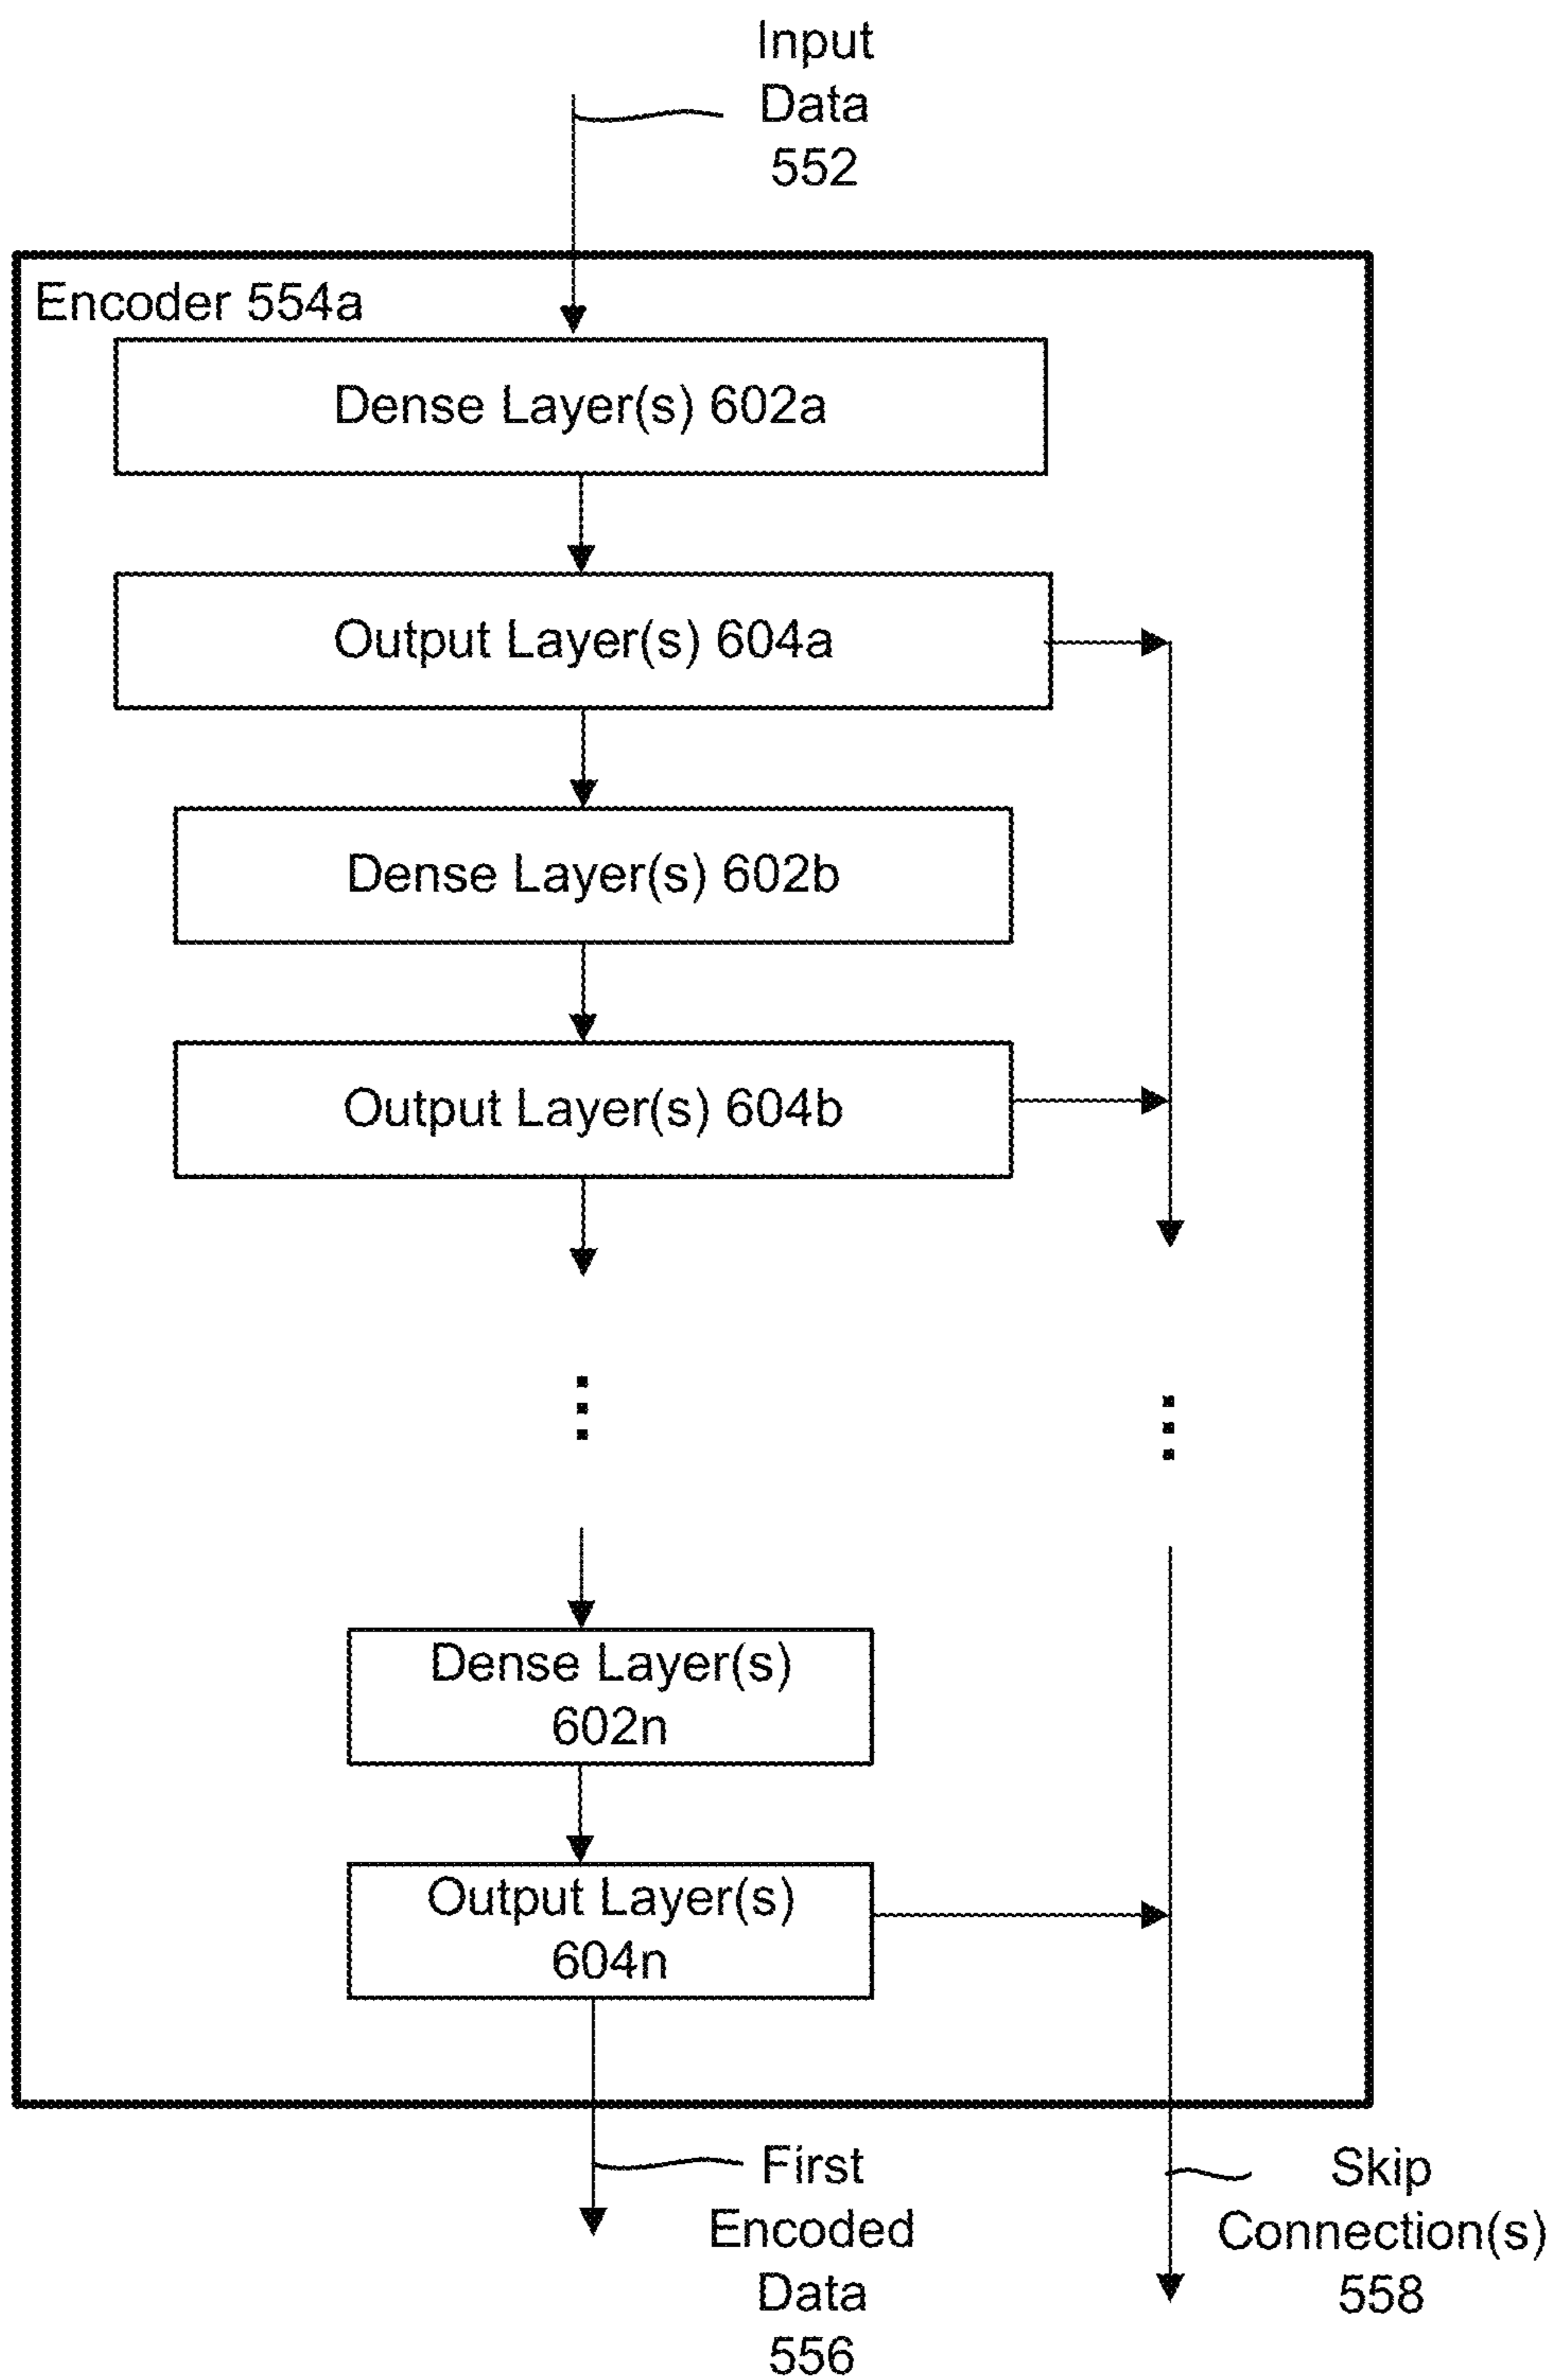 Input
Data
552
Encoder 554a
Dense Layer(s) 602a
Output Layer(s) 604a
Dense Layer(s) 602b
Output Layer(s) 604b
Dense Layer(s)
602n
Output Layer(s)
604n
First
Encoded
Data
556
Skip
Connection(s)
558